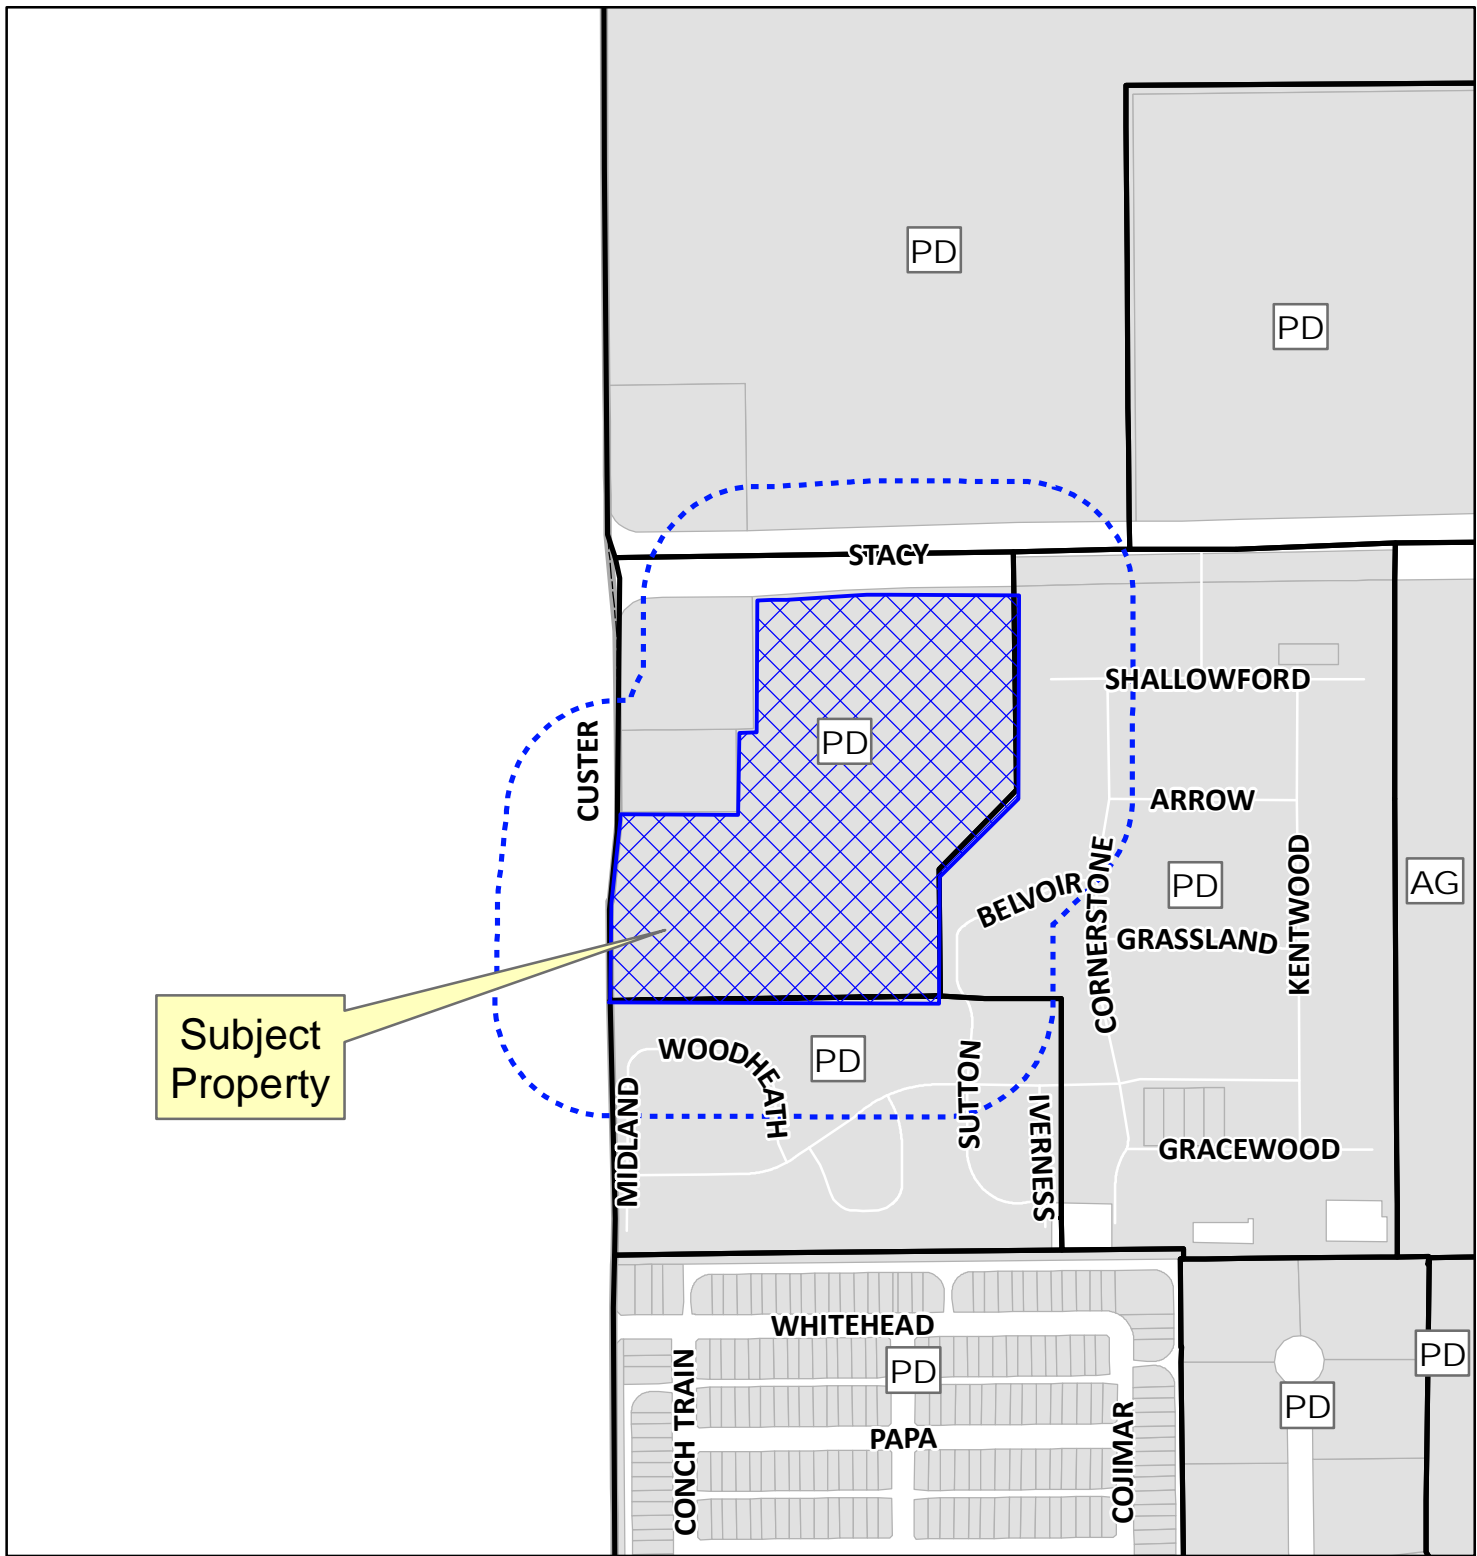 PD
PD
STACY
SHALLOWFORD
CUSTER
PD
ARROW
CORNERSTONE
KENTWOOD
BELVOIR
PD
AG
GRASSLAND
Subject
Property
WOODHEATH
PD
SUTTON
MIDLAND
IVERNESS
GRACEWOOD
WHITEHEAD
PD
PD
CONCH TRAIN
PD
COJIMAR
PAPA